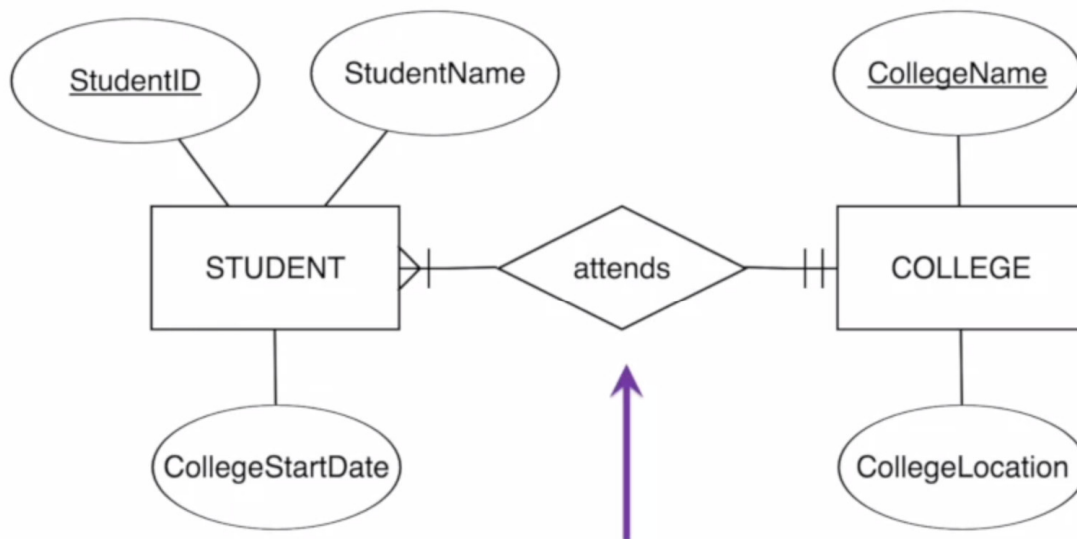 StudentID
StudentName
CollegeName
STUDENT
attends
COLLEGE
CollegeStartDate
CollegeLocation